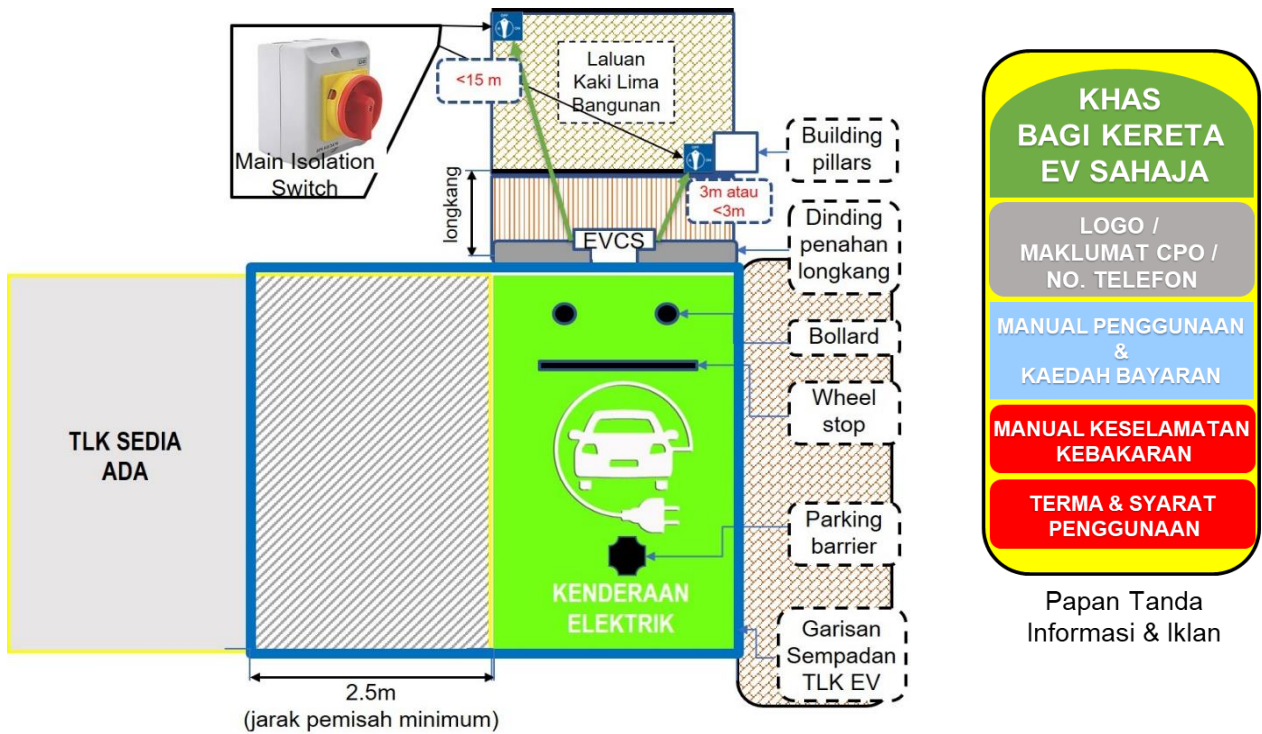 Main Isolation
Switch
<15 m
Laluan
Kaki Lima
Bangunan
Building
pillars
3m atau
<3m
longkang
EVCS
Dinding
penahan
longkang
Bollard
Wheel
stop
Parking
barrier
Garisan
Sempadan
TLK EV
TLK SEDIA
ADA
KENDERAAN
ELEKTRIK
2.5m
(jarak pemisah minimum)
KHAS
BAGI KERETA
EV SAHAJA
LOGO /
MAKLUMAT CPO /
NO. TELEFON
MANUAL PENGGUNAAN
&
KAEDAH BAYARAN
MANUAL KESELAMATAN
KEBAKARAN
TERMA & SYARAT
PENGGUNAAN
Papan Tanda
Informasi & Iklan